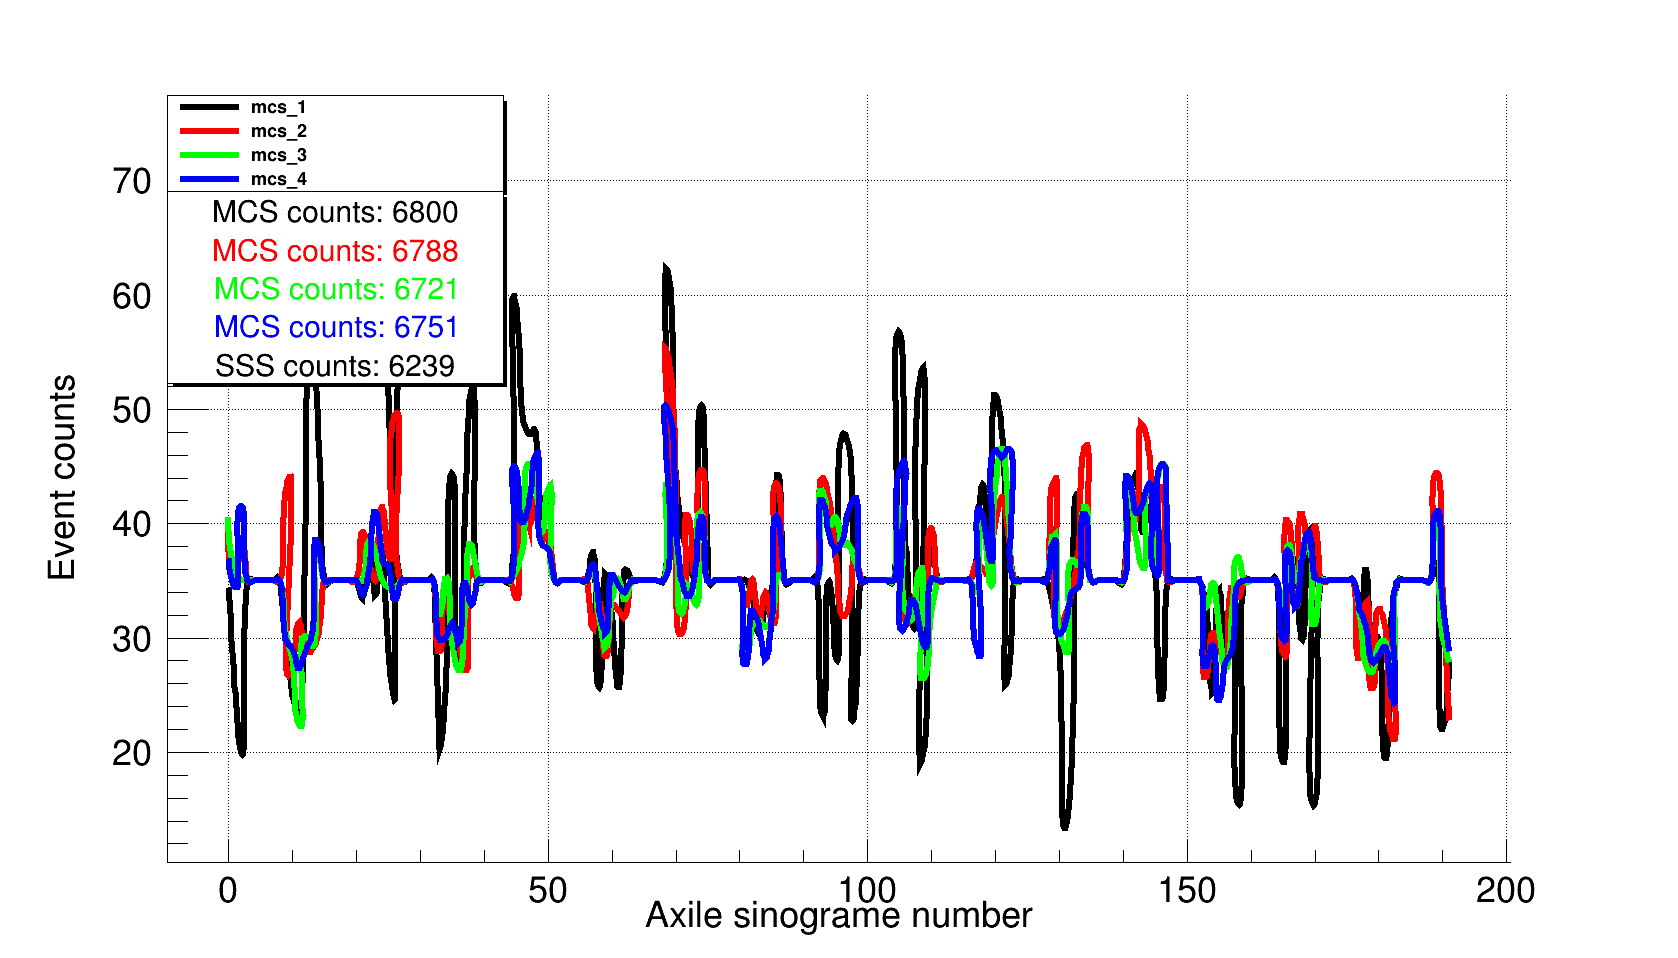 mcs_1
mcs_2
mcs_3
mcs_4
MCS counts: 6800
MCS counts: 6788
MCS counts: 6721
MCS counts: 6751
SSS counts: 6239
70
60
50
40
30
20
Event counts
0 50 100 150 200
Axile sinograme number